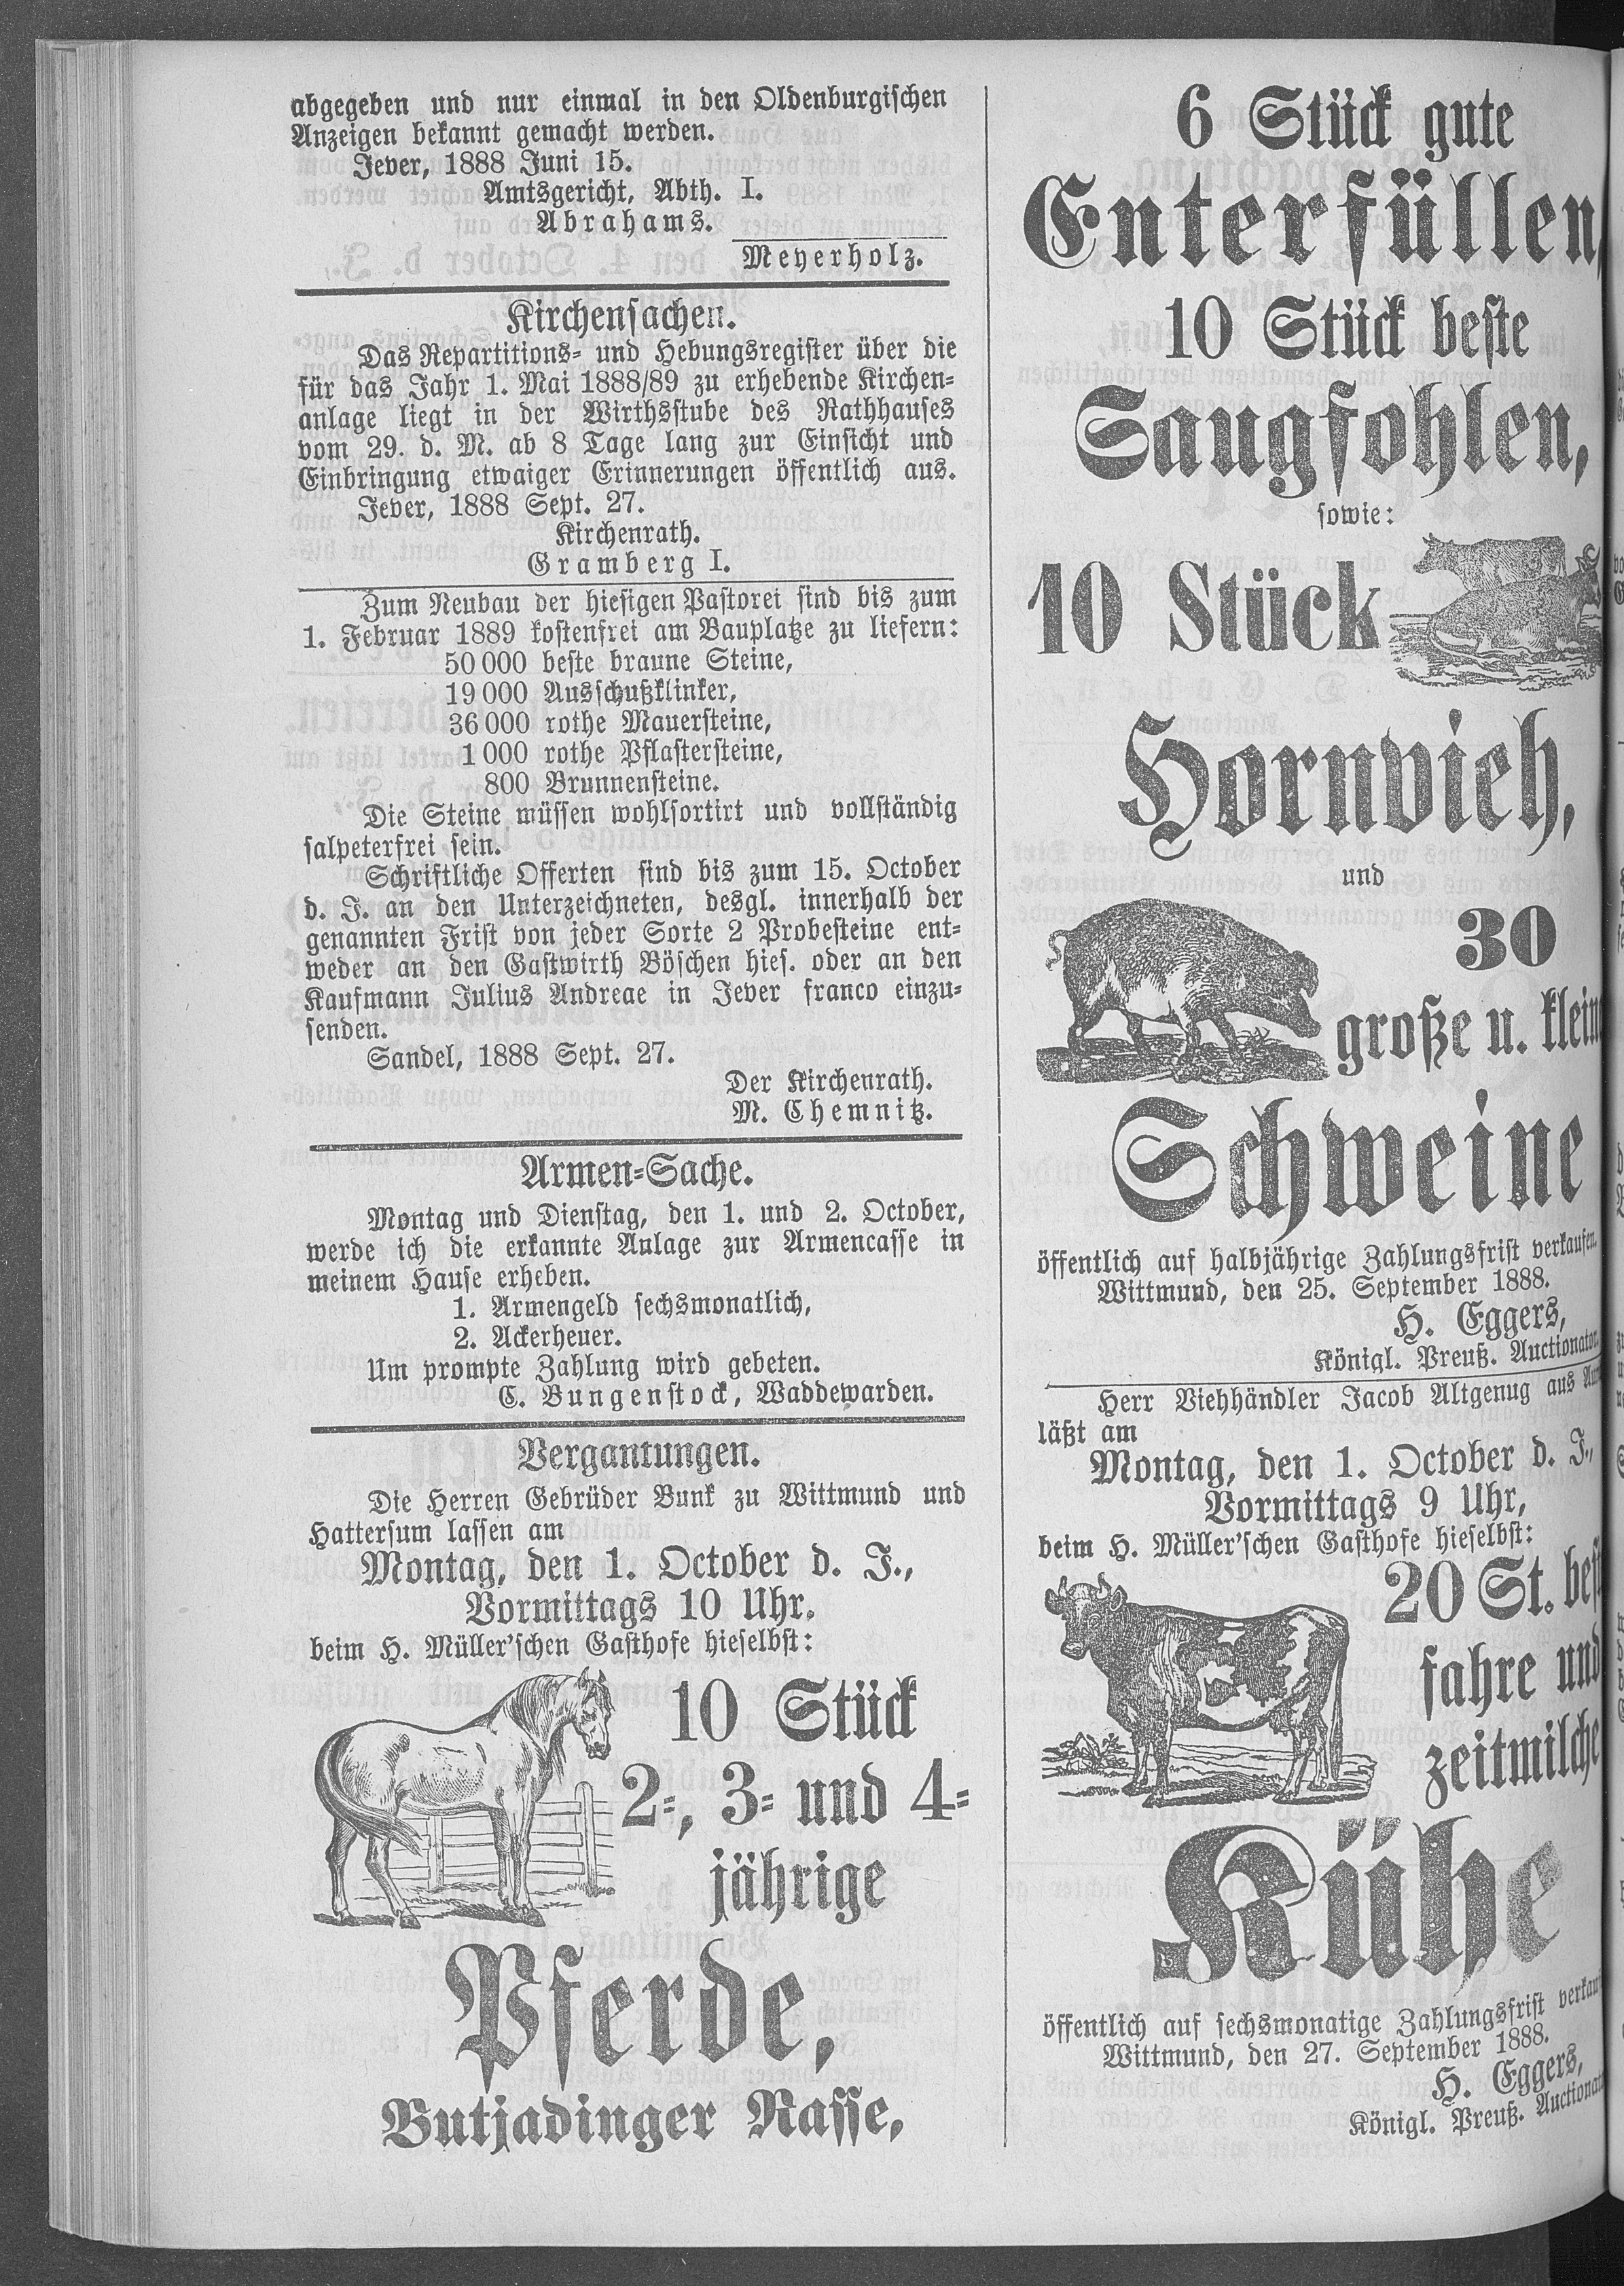 abgegeben und nur einmal in den Oldenburgischen
Anzeigen bekannt gemacht werden.
Jever, 1888 Juni 15.
Amtsgericht, Abth. I.
Abrahams.
Meyerholz.
Kirchensachen.
Das Repartitions- und Hebungsregister über die
für das Jahr 1. Mai 1888/89 zu erhebende Kirchen-
anlage liegt in der Wirthsstube des Rathhauses
vom 29. d. M. ab 8 Tage lang zur Einsicht und
Einbringung etwaiger Erinnerungen öffentlich aus.
Jever, 1888 Sept. 27.
Kirchenrath.
Gramberg I.
Zum Neubau der hiesigen Pastorei sind bis zum
1. Februar 1889 kostenfrei am Bauplatze zu liefern:
50 000 beste braune Steine,
19 000 Ausschußklinker,
36 000 rothe Mauersteine,
1 000 rothe Pflastersteine,
800 Brunnensteine.
Die Steine müssen wohlsortirt und vollständig
salpeterfrei sein.
Schriftliche Offerten sind bis zum 15. October
d. J. an den Unterzeichneten, desgl. innerhalb der
genannten Frist von jeder Sorte 2 Probesteine ent-
weder an den Gastwirth Böschen hies. oder an den
Kaufmann Julius Andreae in Jever franco einzu-
senden.
Sandel, 1888 Sept. 27.
Der Kirchenrath.
M. Chemnitz.
Armen-Sache.
Montag und Dienstag, den 1. und 2. October,
werde ich die erkannte Anlage zur Armencasse in
meinem Hause erheben.
1. Armengeld sechsmonatlich,
2. Ackerheuer.
Um prompte Zahlung wird gebeten.
C. Bungenstock, Waddewarden.
Vergantungen.
Die Herren Gebrüder Bunk zu Wittmund und
Hattersum lassen am
Montag, den 1. October d. J.,
Vormittags 10 Uhr,
beim H. Müller'schen Gasthofe hieselbst:
10 Stück
2-, 3- und 4-
jährige
Pferde,
Butjadinger Rasse,
6 Stück gute
Enterfüllen,
10 Stück beste
Saugfohlen,
sowie:
10 Stück
Hornvieh,
und
30
große u. kleine
Schweine
öffentlich auf halbjährige Zahlungsfrist verkaufen.
Wittmund, den 25. September 1888.
H. Eggers,
Königl. Preuß. Auctionator.
Herr Viehhändler Jacob Altgenug aus
läßt am
Montag, den 1. October d. J.,
Vormittags 9 Uhr,
beim H. Müller'schen Gasthofe hieselbst:
20 St.
fahre und
zeitmilche
Kühe
öffentlich auf sechsmonatige Zahlungsfrist
Wittmund, den 27. September 1888.
H. Eggers,
Königl. Preuß.